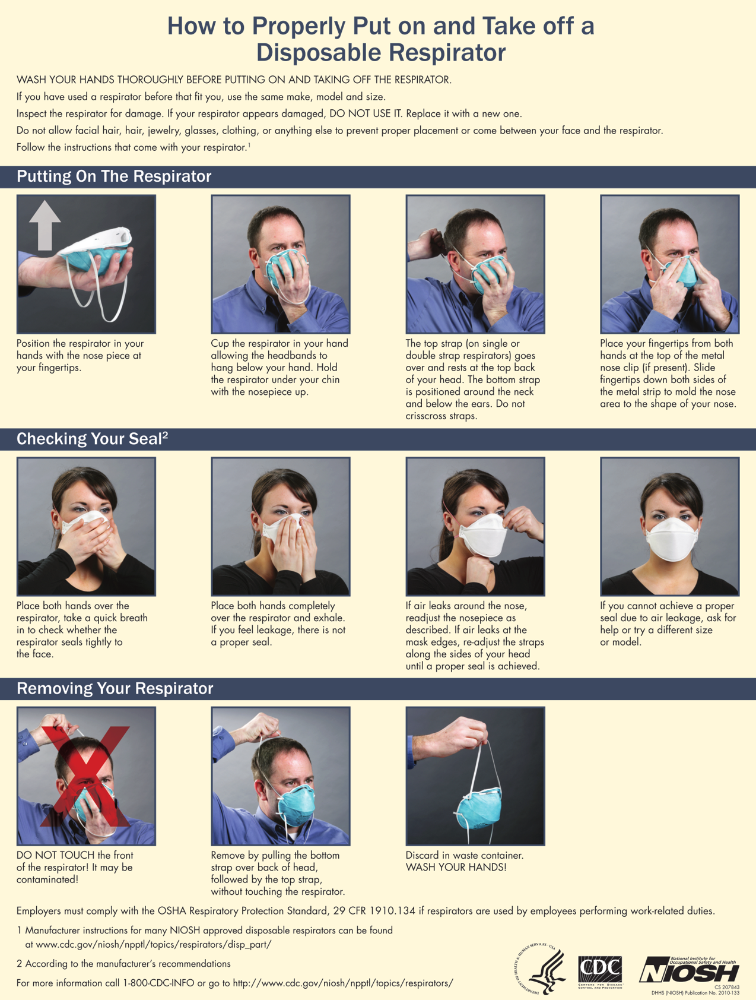 How to Properly Put on and Take off a
Disposable Respirator
WASH YOUR HANDS THOROUGHLY BEFORE PUTTING ON AND TAKING OFF THE RESPIRATOR.
If you have used a respirator before that fit you, use the same make, model and size.
Inspect the respirator for damage. If your respirator appears damaged, DO NOT USE IT. Replace it with a new one.
Do not allow facial hair, hair, jewelry, glasses, clothing, or anything else to prevent proper placement or come between your face and the respirator.
Follow the instructions that come with your respirator.¹
Putting On The Respirator
Position the respirator in your
hands with the nose piece at
your fingertips.
Cup the respirator in your hand
allowing the headbands to
hang below your hand. Hold
the respirator under your chin
with the nosepiece up.
The top strap (on single or
double strap respirators) goes
over and rests at the top back
of your head. The bottom strap
is positioned around the neck
and below the ears. Do not
crisscross straps.
Place your fingertips from both
hands at the top of the metal
nose clip (if present). Slide
fingertips down both sides of
the metal strip to mold the nose
area to the shape of your nose.
Checking Your Seal²
Place both hands over the
respirator, take a quick breath
in to check whether the
respirator seals tightly to
the face.
Place both hands completely
over the respirator and exhale.
If you feel leakage, there is not
a proper seal.
If air leaks around the nose,
readjust the nosepiece as
described. If air leaks at the
mask edges, re-adjust the straps
along the sides of your head
until a proper seal is achieved.
If you cannot achieve a proper
seal due to air leakage, ask for
help or try a different size
or model.
Removing Your Respirator
DO NOT TOUCH the front
of the respirator! It may be
contaminated!
Remove by pulling the bottom
strap over back of head,
followed by the top strap,
without touching the respirator.
Discard in waste container.
WASH YOUR HANDS!
Employers must comply with the OSHA Respiratory Protection Standard, 29 CFR 1910.134 if respirators are used by employees performing work-related duties.
1 Manufacturer instructions for many NIOSH approved disposable respirators can be found
at www.cdc.gov/niosh/npptl/topics/respirators/disp_part/
2 According to the manufacturer's recommendations
For more information call 1-800-CDC-INFO or go to http://www.cdc.gov/niosh/npptl/topics/respirators/
DEPARTMENT OF HEALTH & HUMAN SERVICES · USA
CDC
CENTERS FOR DISEASE
CONTROL AND PREVENTION
National Institute for
Occupational Safety and Health
NIOSH
CS 207843
DHHS (NIOSH) Publication No. 2010-133